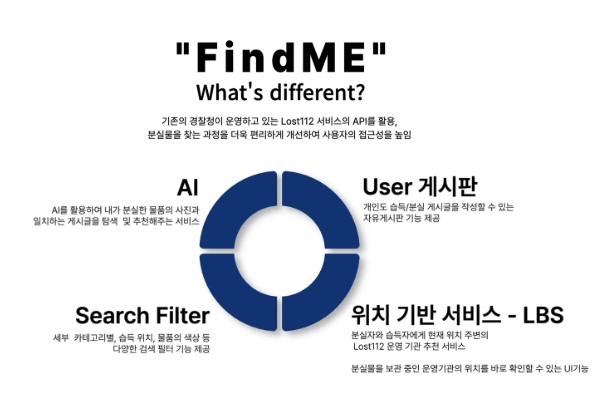 "FindME"
What's different?
기존의 경찰청이 운영하고 있는 Lost112 서비스의 API를 활용,
분실물을 찾는 과정을 더욱 편리하게 개선하여 사용자의 접근성을 높임
AI
AI를 활용하여 내가 분실한 물품의 사진과
일치하는 게시글을 탐색 및 추천해주는 서비스
User 게시판
개인도 습득/분실 게시글을 작성할 수 있는
자유게시판 기능 제공
Search Filter
세부 카테고리별, 습득 위치, 물품의 색상 등
다양한 검색 필터 기능 제공
위치 기반 서비스 - LBS
분실자와 습득자에게 현재 위치 주변의
Lost112 운영 기관 추천 서비스
분실물을 보관 중인 운영기관의 위치를 바로 확인할 수 있는 UI기능